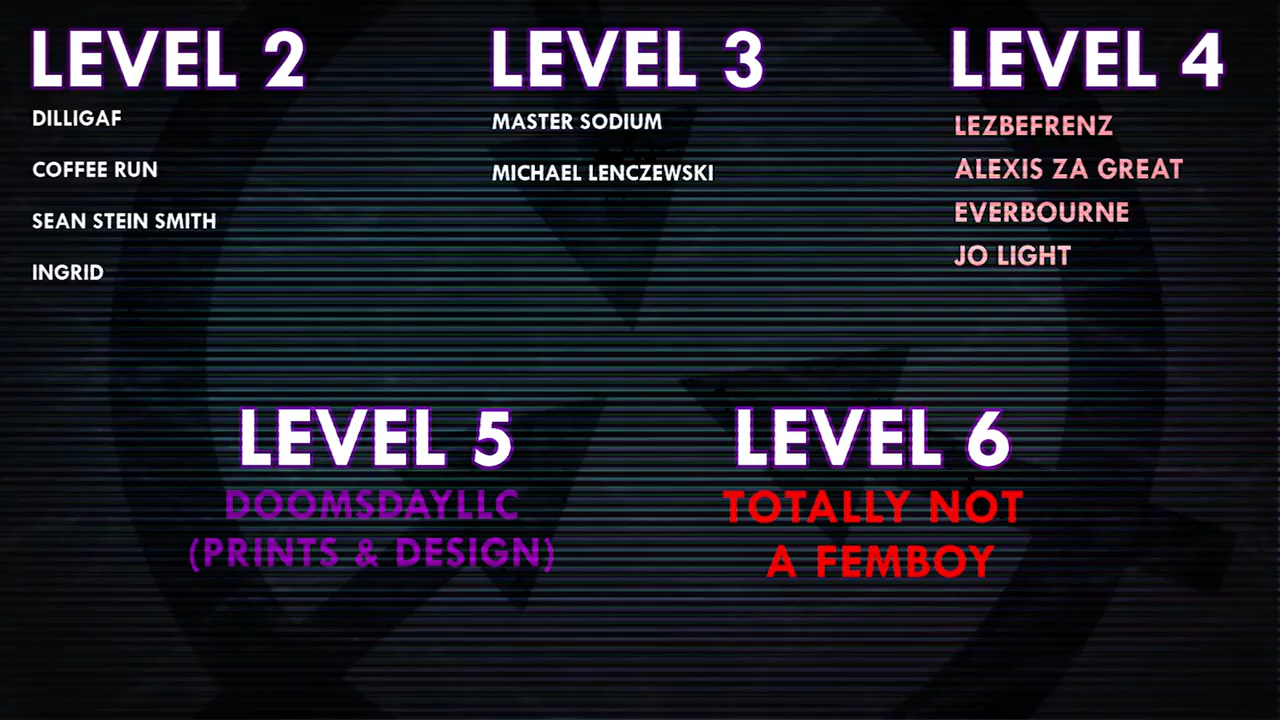 LEVEL 2
DILLIGAF
COFFEE RUN
SEAN STEIN SMITH
INGRID
LEVEL 3
MASTER SODIUM
MICHAEL LENCZEWSKI
LEVEL 4
LEZBEFRENZ
ALEXIS ZA GREAT
EVERBOURNE
JO LIGHT
LEVEL 5
DOOMSDAYLLC
(PRINTS & DESIGN)
LEVEL 6
TOTALLY NOT
A FEMBOY